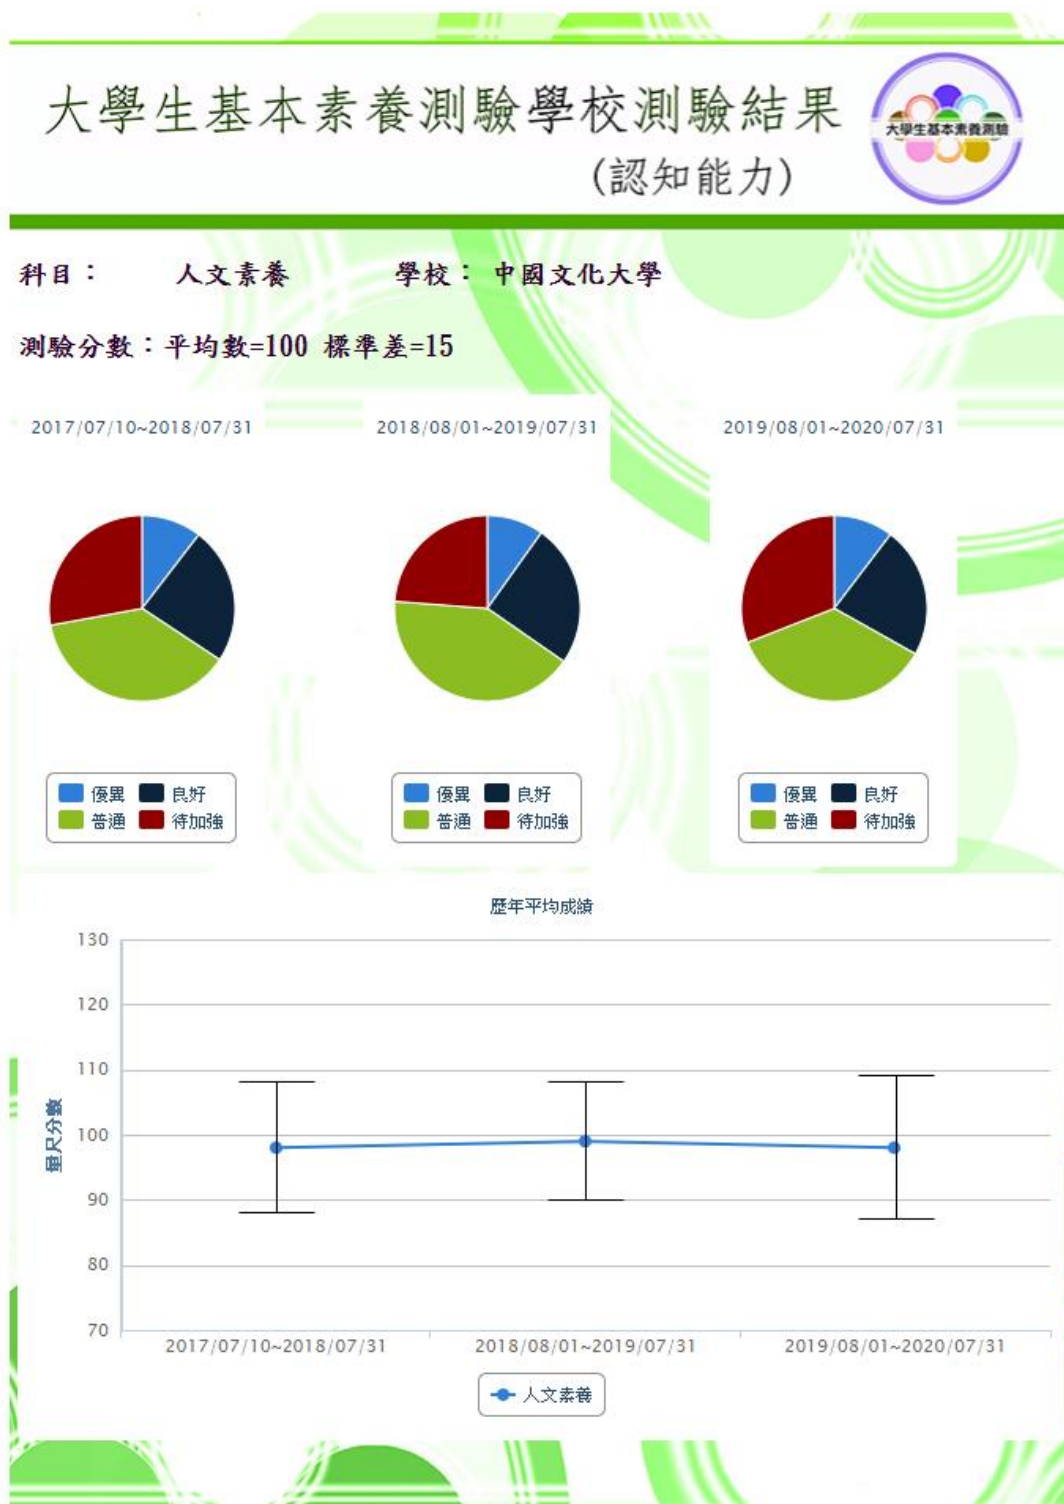 大學生基本素養測驗學校測驗結果
(認知能力)
大學生基本素養測驗
科目： 人文素養 學校： 中國文化大學
測驗分數：平均數=100 標準差=15
2017/07/10~2018/07/31 2018/08/01~2019/07/31 2019/08/01~2020/07/31
優異 良好 優異 良好 優異 良好
普通 待加強 普通 待加強 普通 待加強
歷年平均成績
130
120
110
100
90
80
70
量尺分數
2017/07/10~2018/07/31 2018/08/01~2019/07/31 2019/08/01~2020/07/31
人文素養